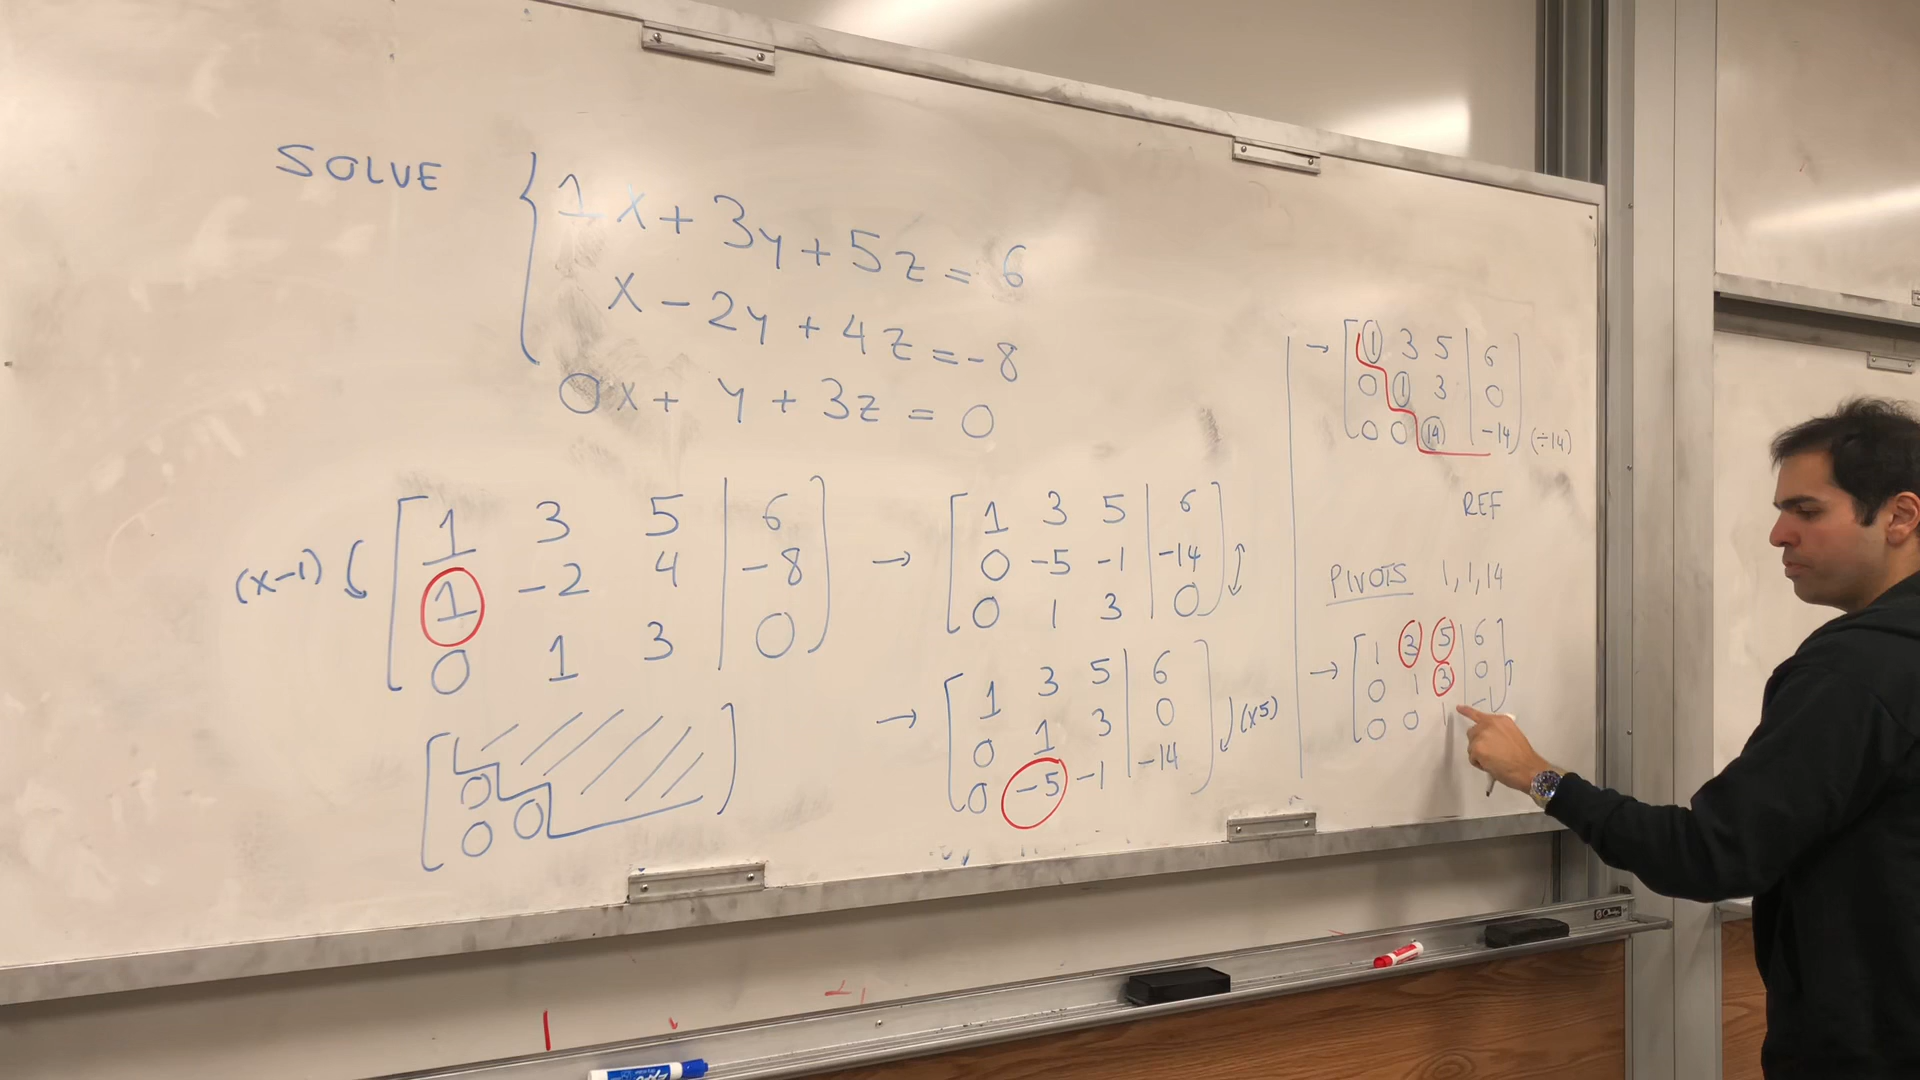 SOLVE
1x + 3y + 5z = 6
x - 2y + 4z = -8
0x + y + 3z = 0
(x-1)
1 3 5 | 6
1 -2 4 | -8
0 1 3 | 0
0
0 0
→ 1 3 5 | 6
0 -5 -1 | -14
0 1 3 | 0
→ 1 3 5 | 6
0 1 3 | 0
0 -5 -1 | -14
(x5)
→ 1 3 5 | 6
0 1 3 | 0
0 0 14 | -14 (÷14)
REF
PIVOTS 1, 1, 14
→ 1 3 5 | 6
0 1 3 | 0
0 0 1 | -1
EXPO